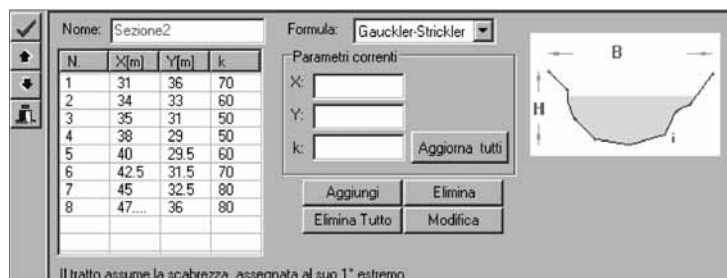 Nome: Sezione2 Formula: Gauckler-Strickler
N. X[m] Y[m] k
1 31 36 70
2 34 33 60
3 35 31 50
4 38 29 50
5 40 29.5 60
6 42.5 31.5 70
7 45 32.5 80
8 47.... 36 80
Parametri correnti
X:
Y:
k: Aggiorna tutti
Aggiungi Elimina
Elimina Tutto Modifica
B
H
i
Il tratto assume la scabrezza assegnata al suo 1° estremo